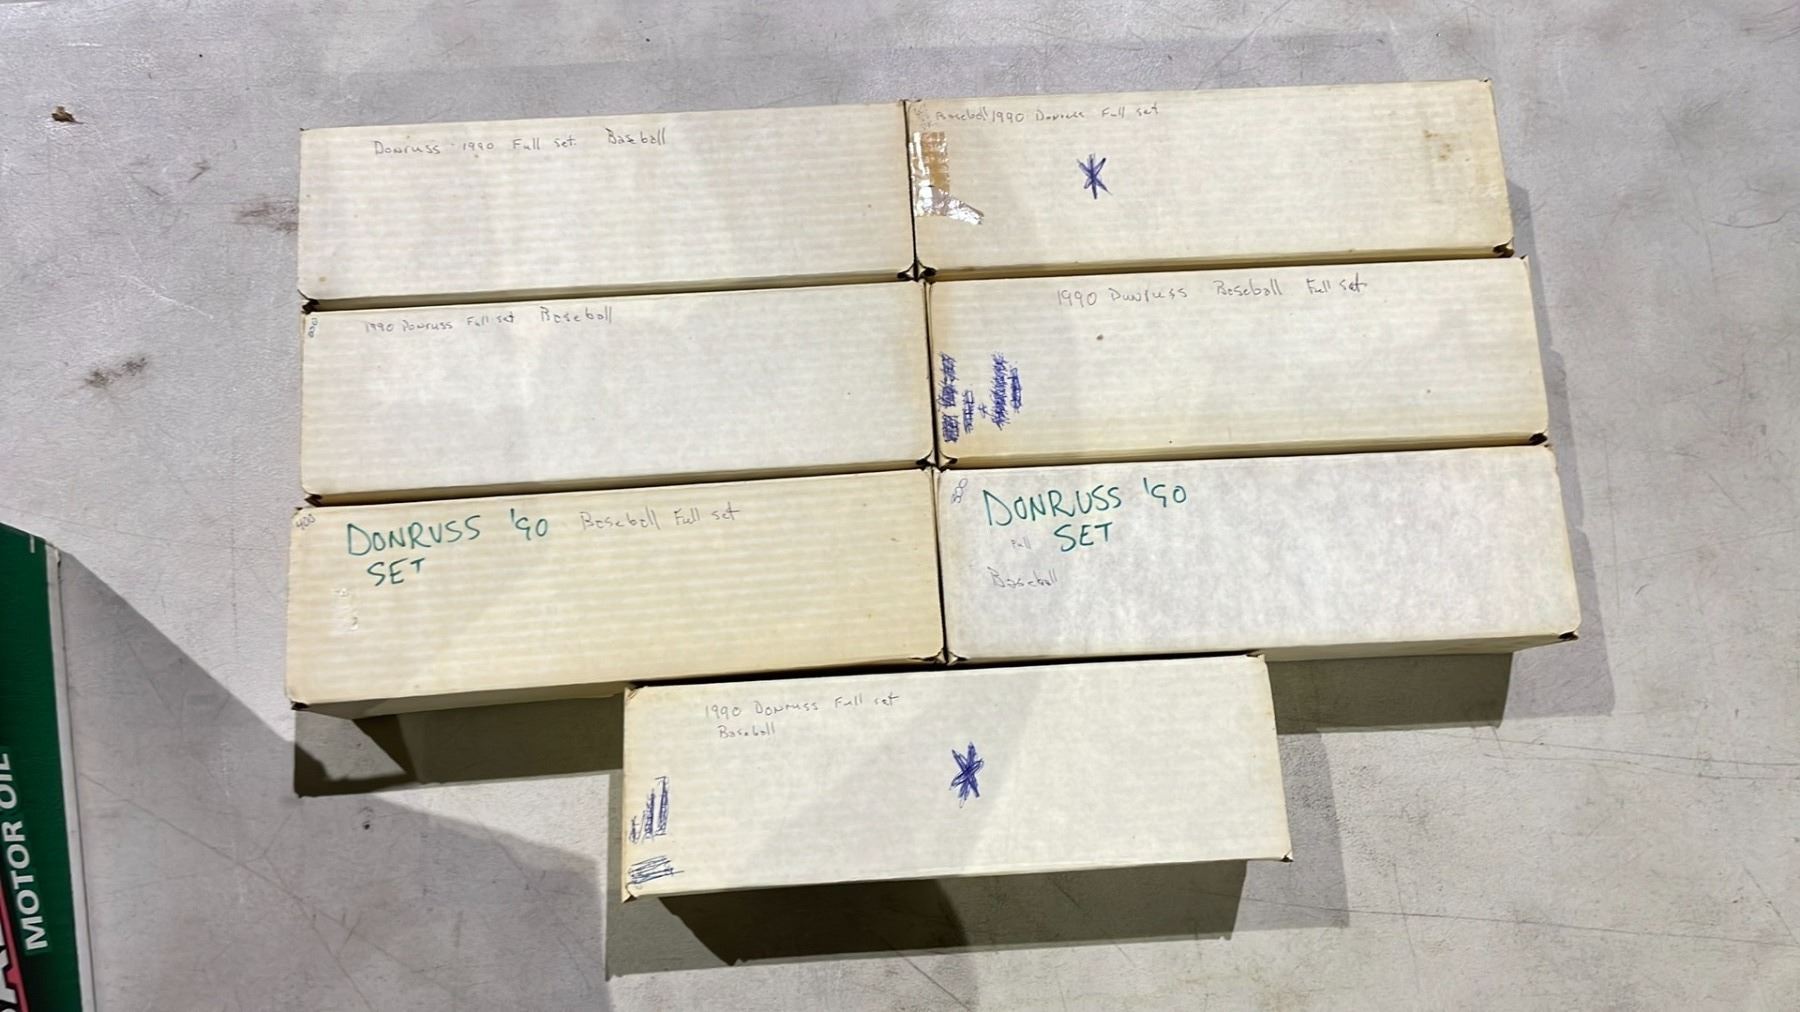 Donruss - 1990 Full set Baseball
Baseball 1990 Donruss Full set
1990 Donruss Full set Baseball
1990 Donruss Baseball Full set
400
DONRUSS '90 Baseball Full set
SET
500
DONRUSS '90
Full SET
Baseball
1990 Donruss Full set
Baseball
MOTOR OIL